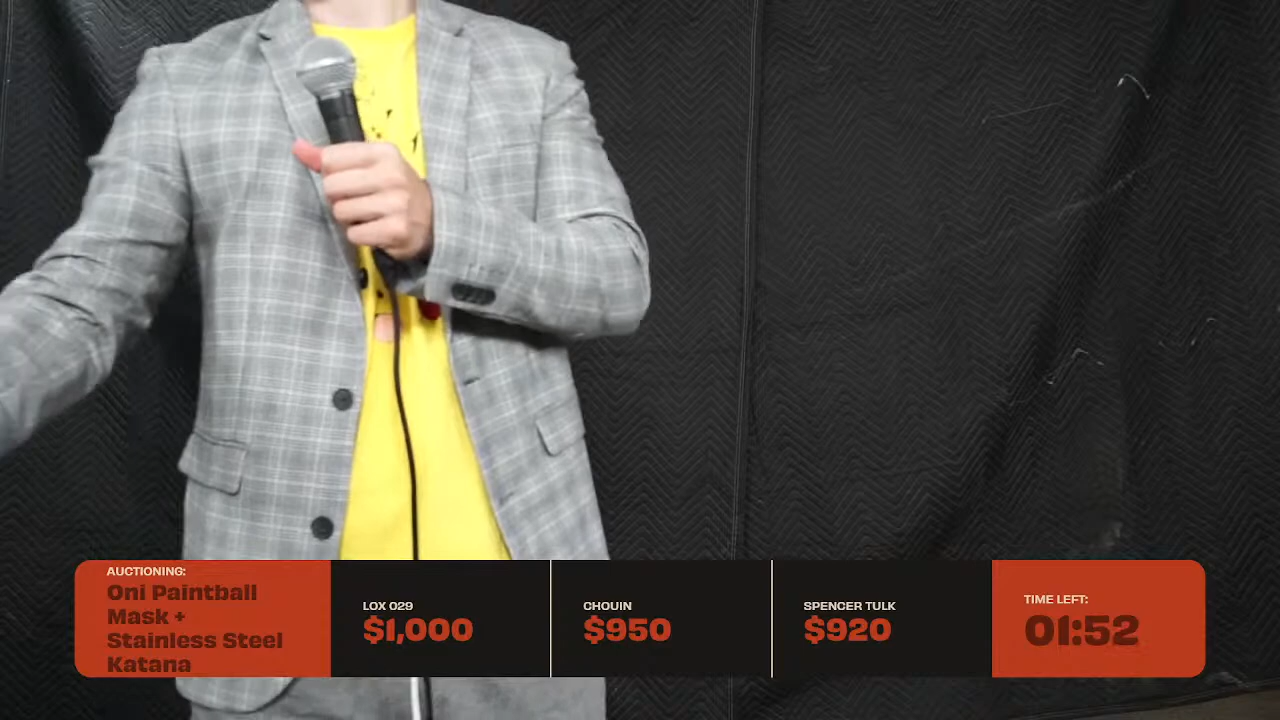 AUCTIONING:
Oni Paintball
Mask +
Stainless Steel
Katana
LOX 029
$1,000
CHOUIN
$950
SPENCER TULK
$920
TIME LEFT:
01:52